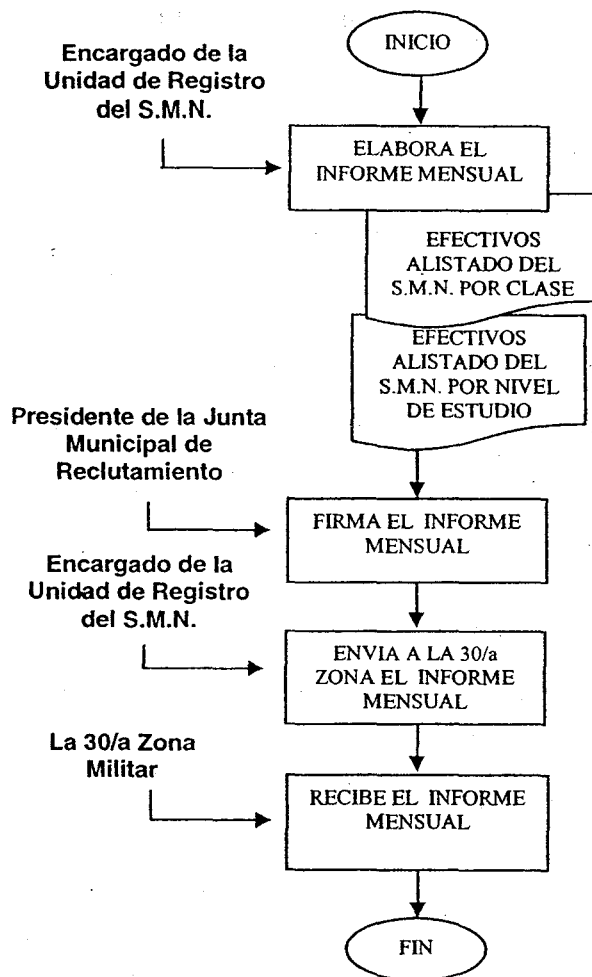 INICIO
Encargado de la
Unidad de Registro
del S.M.N.
ELABORA EL
INFORME MENSUAL
EFECTIVOS
ALISTADO DEL
S.M.N. POR CLASE
EFECTIVOS
ALISTADO DEL
S.M.N. POR NIVEL
DE ESTUDIO
Presidente de la Junta
Municipal de
Reclutamiento
FIRMA EL INFORME
MENSUAL
Encargado de la
Unidad de Registro
del S.M.N.
ENVIA A LA 30/a
ZONA EL INFORME
MENSUAL
La 30/a Zona
Militar
RECIBE EL INFORME
MENSUAL
FIN